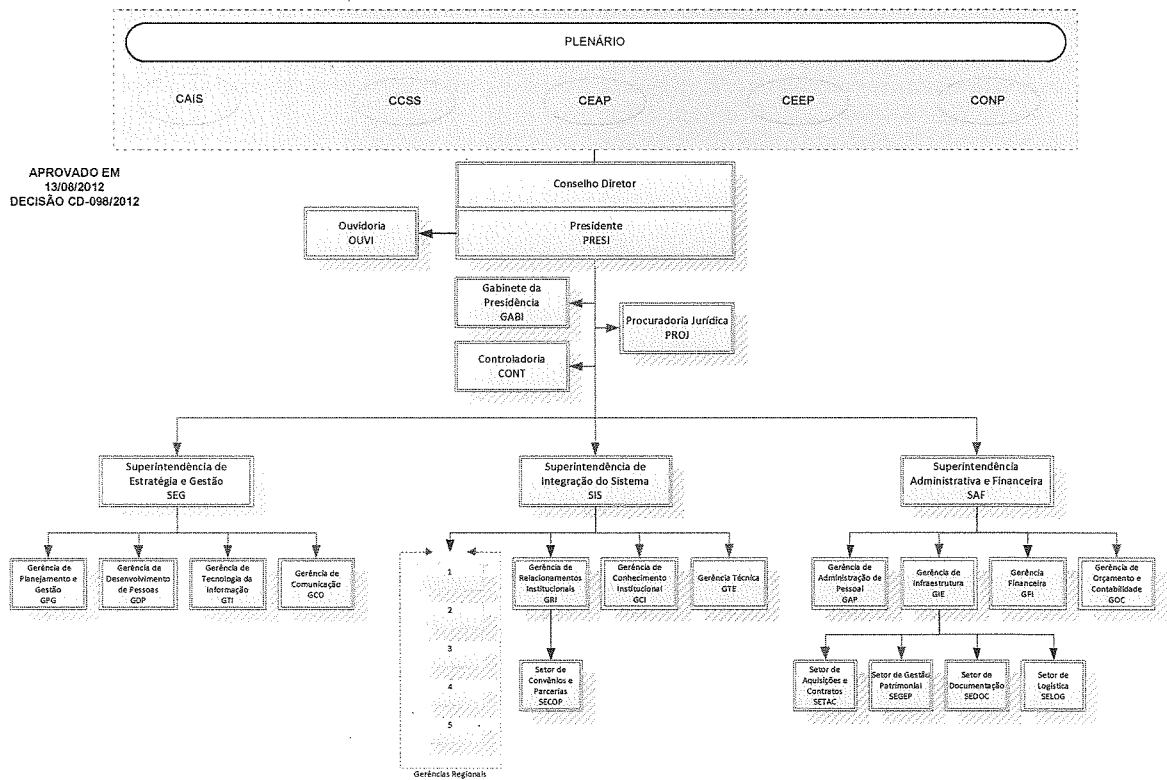 PLENÁRIO
CAIS
CCSS
CEAP
CEEP
CONP
APROVADO EM
13/08/2012
DECISÃO CD-098/2012
Conselho Diretor
Ouvidoria
OUVI
Presidente
PRESI
Gabinete da
Presidência
GABI
Procuradoria Jurídica
PROJ
Controladoria
CONT
Superintendência de
Estratégia e Gestão
SEG
Superintendência de
Integração do Sistema
SIS
Superintendência
Administrativa e Financeira
SAF
Gerência de
Planejamento e
Gestão
GPG
Gerência de
Desenvolvimento
de Pessoas
GDP
Gerência de
Tecnologia da
Informação
GTI
Gerência de
Comunicação
GCO
1
2
3
4
5
Gerências Regionais
Gerência de
Relacionamentos
Institucionais
GRI
Gerência de
Conhecimento
Institucional
GCI
Gerência Técnica
GTE
Setor de
Convênios e
Parcerias
SECOP
Gerência de
Administração de
Pessoal
GAP
Gerência de
Infraestrutura
GIE
Gerência
Financeira
GFI
Gerência de
Orçamento e
Contabilidade
GOC
Setor de
Aquisições e
Contratos
SETAC
Setor de Gestão
Patrimonial
SEGEP
Setor de
Documentação
SEDOC
Setor de
Logística
SELOG